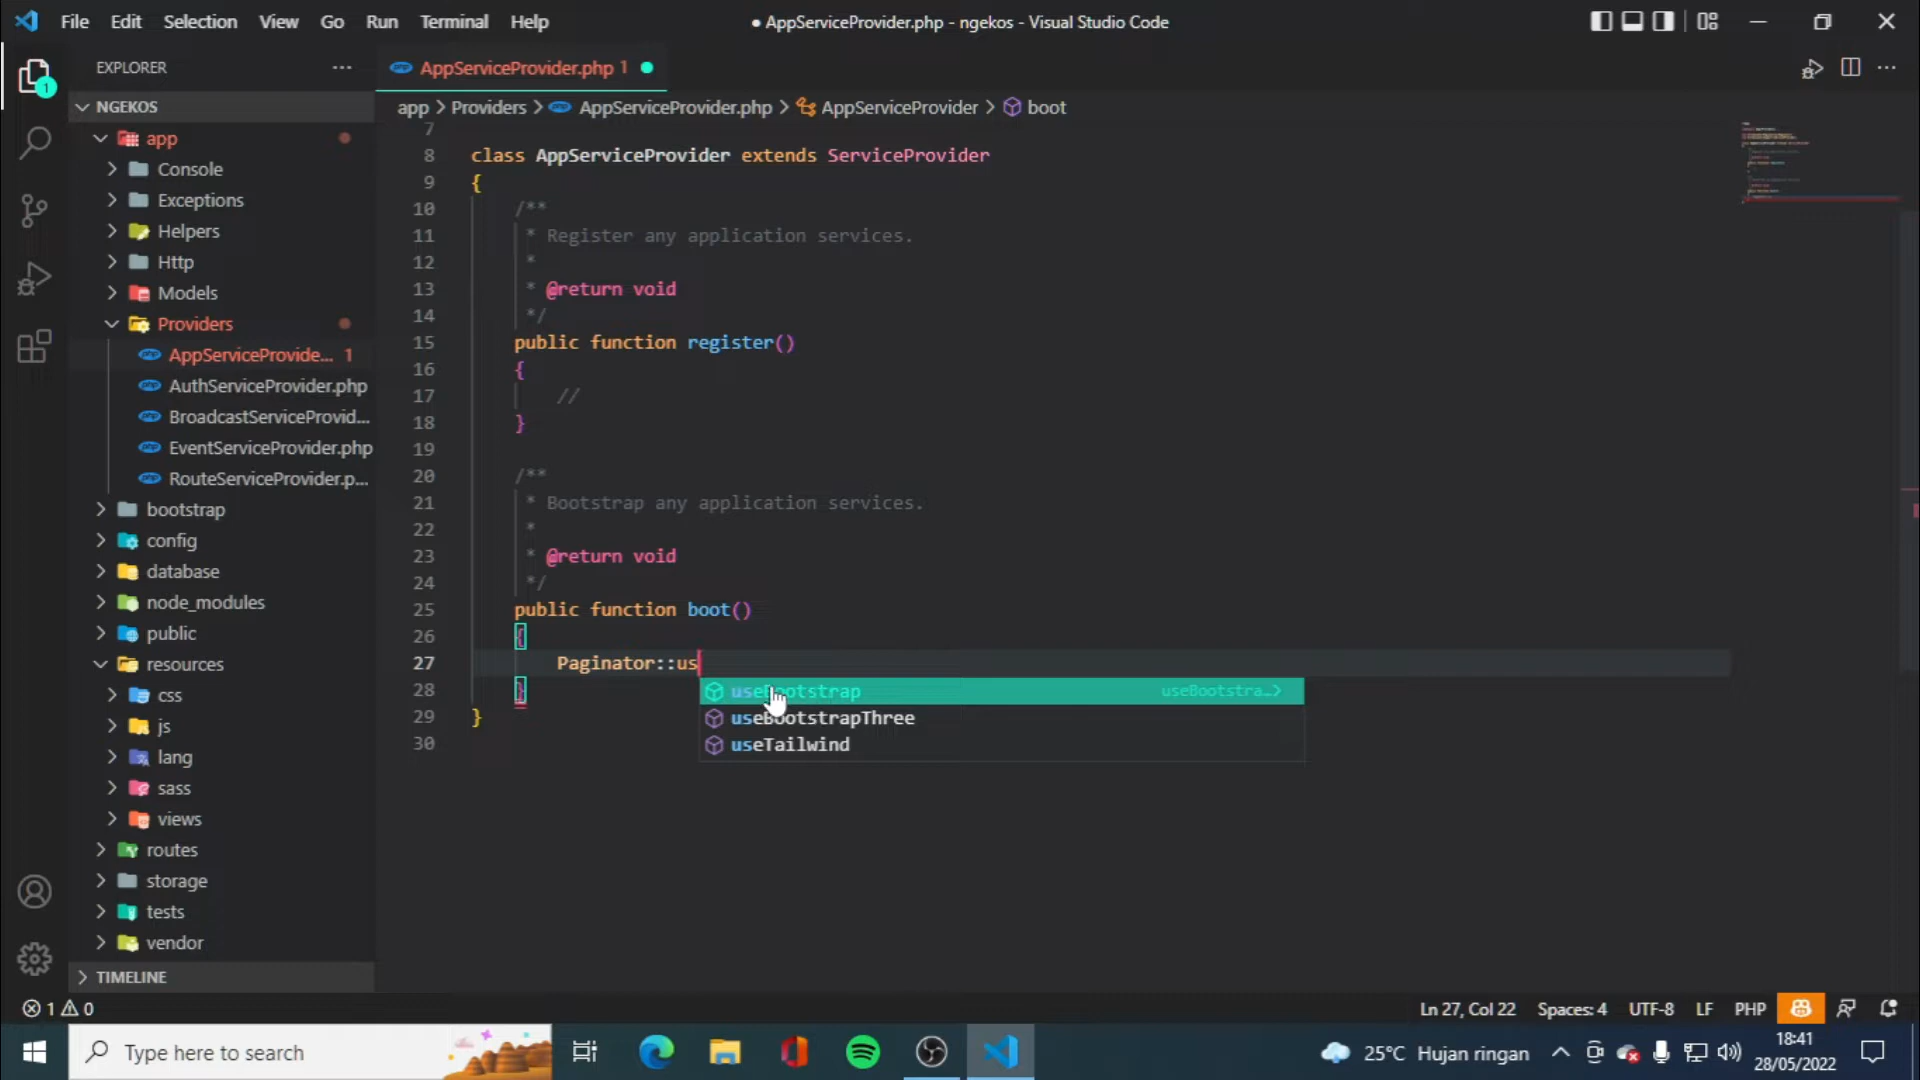 File Edit Selection View Go Run Terminal Help
● AppServiceProvider.php - ngekos - Visual Studio Code
EXPLORER
AppServiceProvider.php 1
NGEKOS
app > Providers > AppServiceProvider.php > AppServiceProvider > boot
app
Console
Exceptions
Helpers
Http
Models
Providers
AppServiceProvide... 1
AuthServiceProvider.php
BroadcastServiceProvid...
EventServiceProvider.php
RouteServiceProvider.p...
bootstrap
config
database
node_modules
public
resources
css
js
lang
sass
views
routes
storage
tests
vendor
TIMELINE
7
8 class AppServiceProvider extends ServiceProvider
9 {
10 /**
11 * Register any application services.
12 *
13 * @return void
14 */
15 public function register()
16 {
17 //
18 }
19
20 /**
21 * Bootstrap any application services.
22 *
23 * @return void
24 */
25 public function boot()
26 {
27 Paginator::us
28 }
29 }
30
useBootstrap useBootstra...>
useBootstrapThree
useTailwind
1
1 0
Ln 27, Col 22 Spaces: 4 UTF-8 LF PHP
Type here to search
25°C Hujan ringan
18:41
28/05/2022